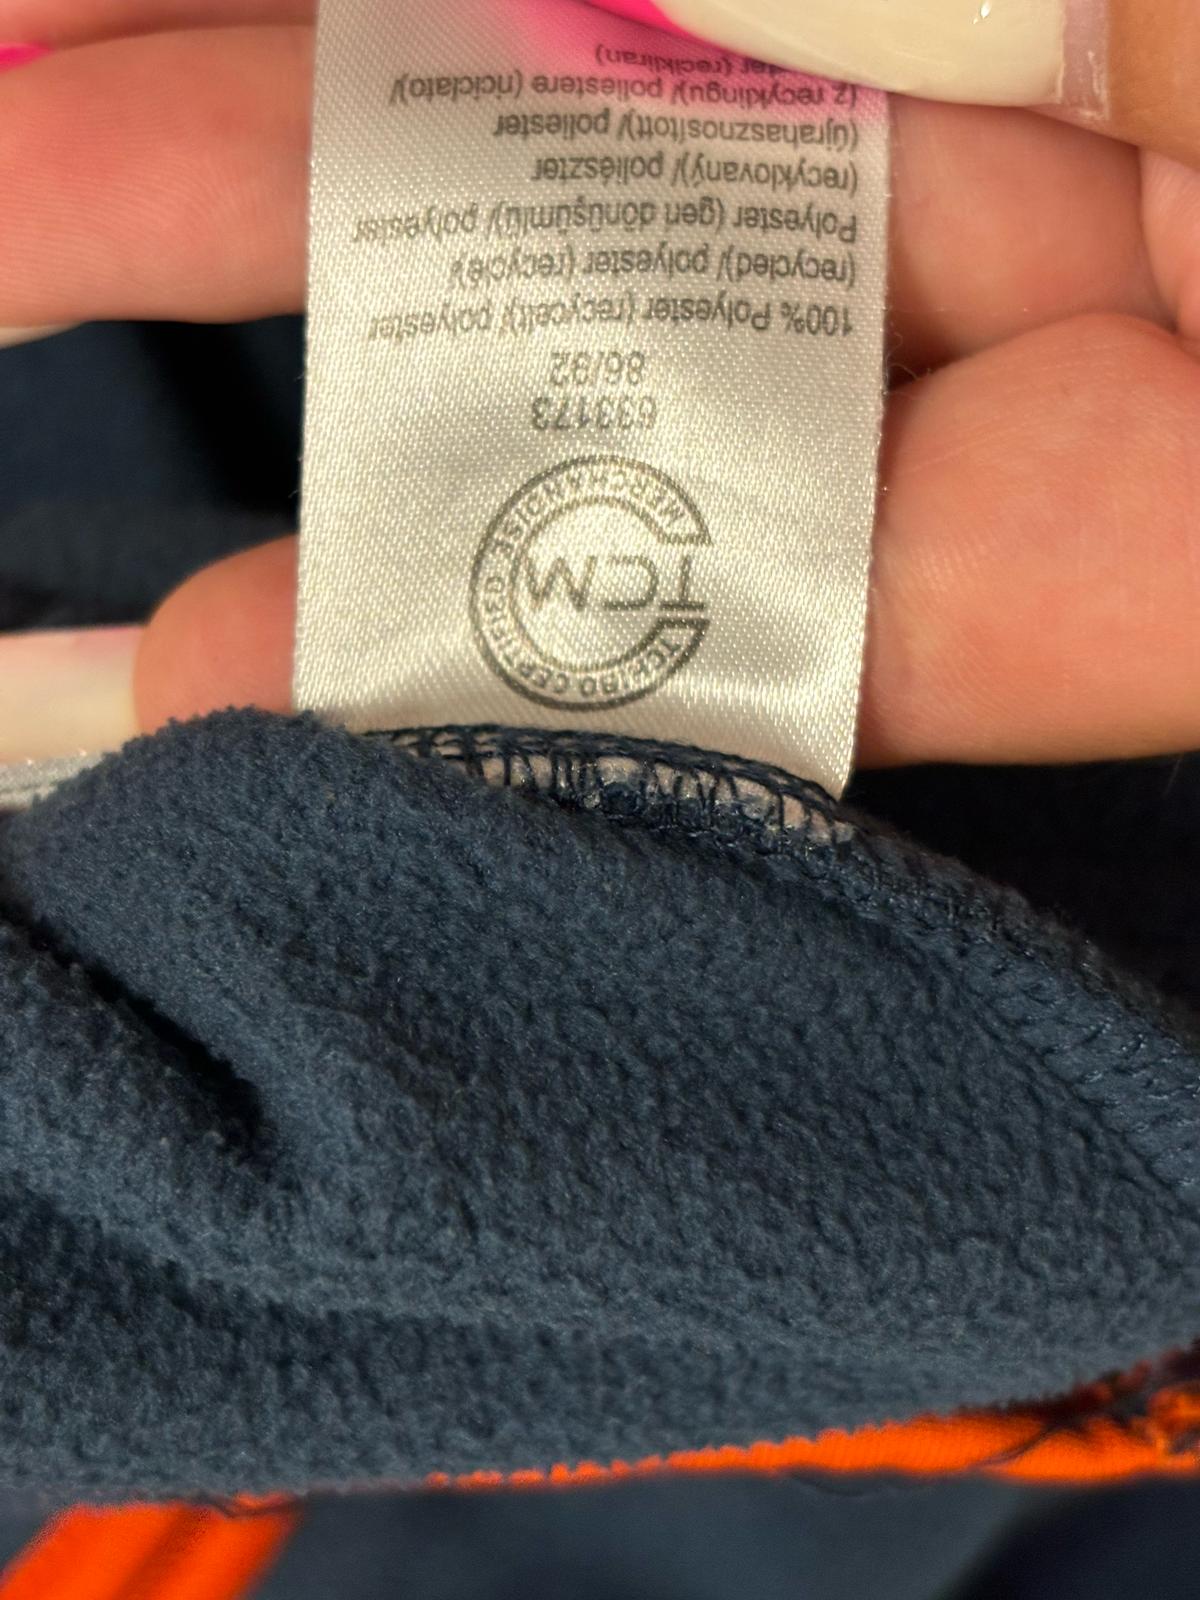 TCM
TCHIBO CERTIFIED MERCHANDISE
633173
86/92
100% Polyester (recycelt)/ polyester
(recycled)/ polyester (recyclé)/
Polyester (geri dönüşümlü)/ polyester
(recyklovaný)/ poliészter
(újrahasznosított)/ poliester
(z recyklingu)/ poliestere (riciclato)/
(recikliran)